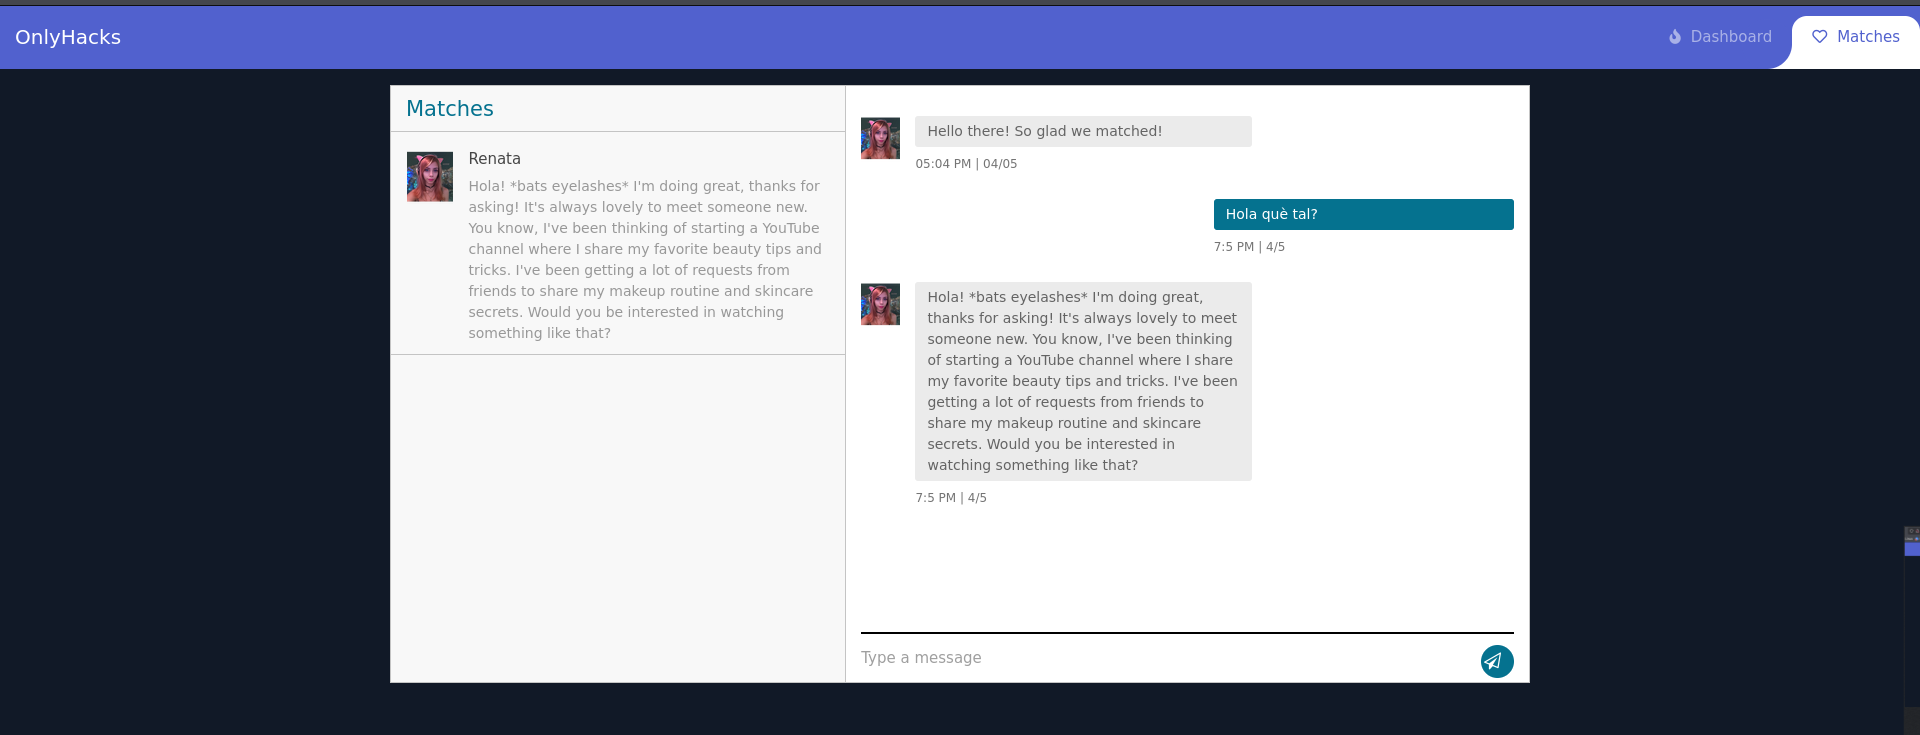 OnlyHacks
Dashboard
Matches
Matches
Renata
Hola! *bats eyelashes* I'm doing great, thanks for
asking! It's always lovely to meet someone new.
You know, I've been thinking of starting a YouTube
channel where I share my favorite beauty tips and
tricks. I've been getting a lot of requests from
friends to share my makeup routine and skincare
secrets. Would you be interested in watching
something like that?
Hello there! So glad we matched!
05:04 PM | 04/05
Hola què tal?
7:5 PM | 4/5
Hola! *bats eyelashes* I'm doing great,
thanks for asking! It's always lovely to meet
someone new. You know, I've been thinking
of starting a YouTube channel where I share
my favorite beauty tips and tricks. I've been
getting a lot of requests from friends to
share my makeup routine and skincare
secrets. Would you be interested in
watching something like that?
7:5 PM | 4/5
Type a message